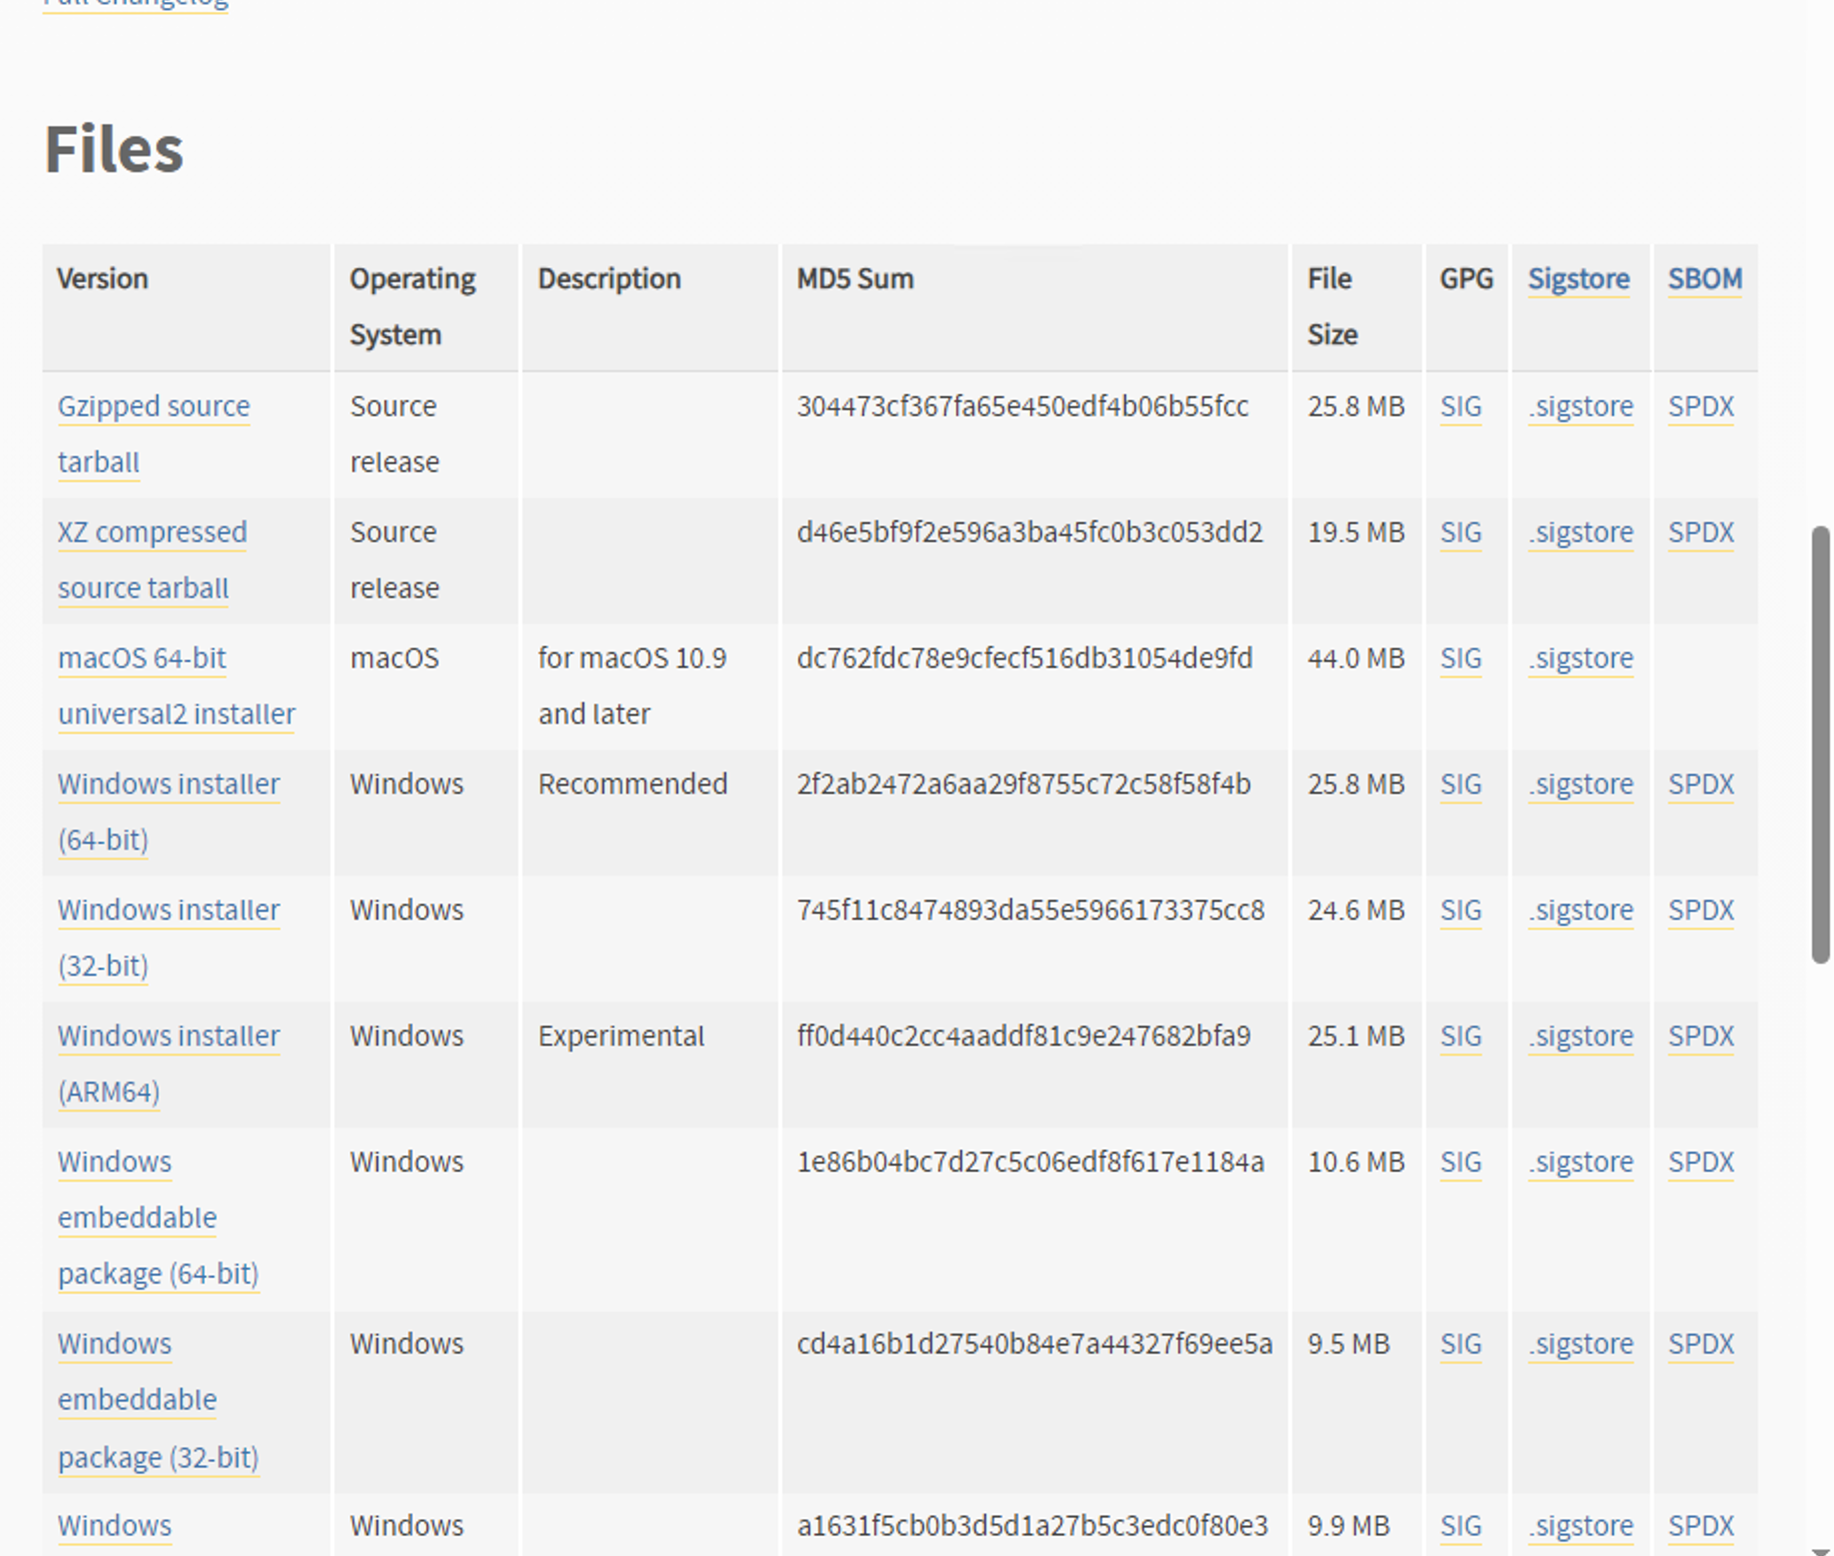 Full Changelog
Files
Version Operating System Description MD5 Sum File Size GPG Sigstore SBOM
Gzipped source tarball Source release 304473cf367fa65e450edf4b06b55fcc 25.8 MB SIG .sigstore SPDX
XZ compressed source tarball Source release d46e5bf9f2e596a3ba45fc0b3c053dd2 19.5 MB SIG .sigstore SPDX
macOS 64-bit universal2 installer macOS for macOS 10.9 and later dc762fdc78e9cfecf516db31054de9fd 44.0 MB SIG .sigstore
Windows installer (64-bit) Windows Recommended 2f2ab2472a6aa29f8755c72c58f58f4b 25.8 MB SIG .sigstore SPDX
Windows installer (32-bit) Windows 745f11c8474893da55e5966173375cc8 24.6 MB SIG .sigstore SPDX
Windows installer (ARM64) Windows Experimental ff0d440c2cc4aaddf81c9e247682bfa9 25.1 MB SIG .sigstore SPDX
Windows embeddable package (64-bit) Windows 1e86b04bc7d27c5c06edf8f617e1184a 10.6 MB SIG .sigstore SPDX
Windows embeddable package (32-bit) Windows cd4a16b1d27540b84e7a44327f69ee5a 9.5 MB SIG .sigstore SPDX
Windows Windows a1631f5cb0b3d5d1a27b5c3edc0f80e3 9.9 MB SIG .sigstore SPDX